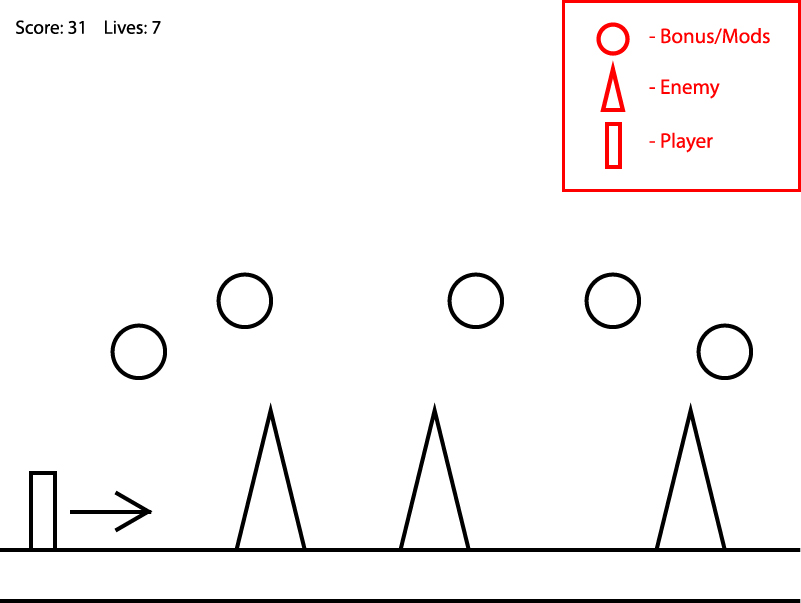 Score: 31 Lives: 7
- Bonus/Mods
- Enemy
- Player